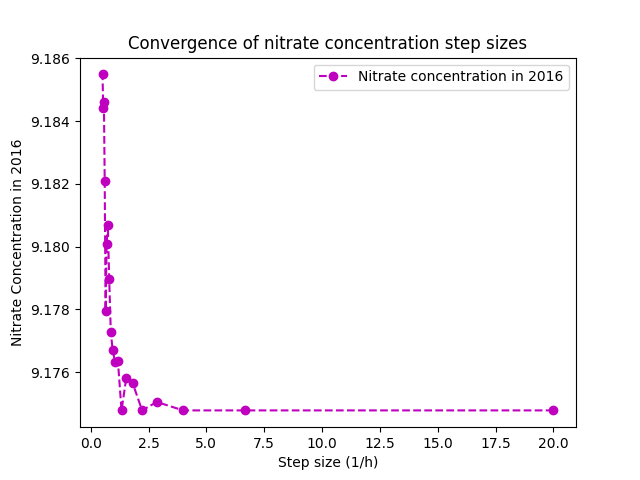 Convergence of nitrate concentration step sizes
Nitrate concentration in 2016
Nitrate Concentration in 2016
9.186
9.184
9.182
9.180
9.178
9.176
0.0 2.5 5.0 7.5 10.0 12.5 15.0 17.5 20.0
Step size (1/h)